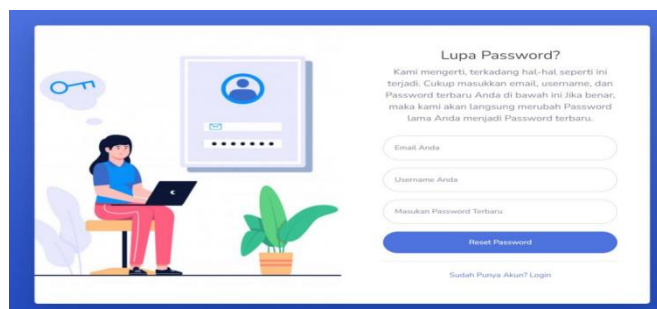 Lupa Password?
Kami mengerti, terkadang hal-hal seperti ini
terjadi. Cukup masukkan email, username, dan
Password terbaru Anda di bawah ini Jika benar,
maka kami akan langsung merubah Password
lama Anda menjadi Password terbaru.
Email Anda
Username Anda
Masukan Password Terbaru
Reset Password
Sudah Punya Akun? Login